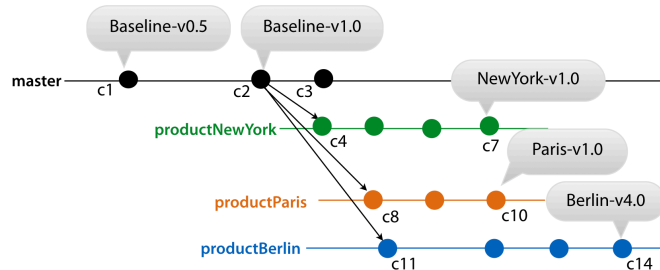 Baseline-v0.5
Baseline-v1.0
master
c1
c2
c3
NewYork-v1.0
productNewYork
c4
c7
Paris-v1.0
productParis
c8
c10
Berlin-v4.0
productBerlin
c11
c14